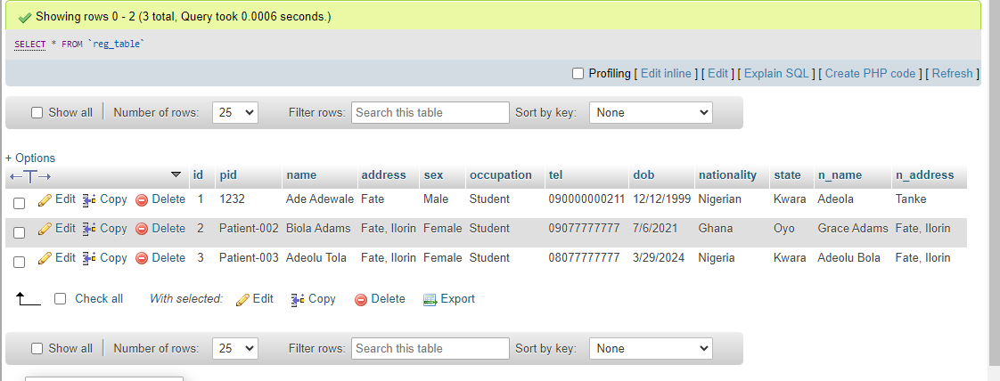 Showing rows 0 - 2 (3 total, Query took 0.0006 seconds.)
SELECT * FROM `reg_table`
Profiling [ Edit inline ] [ Edit ] [ Explain SQL ] [ Create PHP code ] [ Refresh ]
Show all Number of rows: 25 Filter rows: Search this table Sort by key: None
+ Options
id pid name address sex occupation tel dob nationality state n_name n_address
Edit Copy Delete 1 1232 Ade Adewale Fate Male Student 090000000211 12/12/1999 Nigerian Kwara Adeola Tanke
Edit Copy Delete 2 Patient-002 Biola Adams Fate, Ilorin Female Student 09077777777 7/6/2021 Ghana Oyo Grace Adams Fate, Ilorin
Edit Copy Delete 3 Patient-003 Adeolu Tola Fate, Ilorin Female Student 08077777777 3/29/2024 Nigeria Kwara Adeolu Bola Fate, Ilorin
Check all With selected: Edit Copy Delete Export
Show all Number of rows: 25 Filter rows: Search this table Sort by key: None